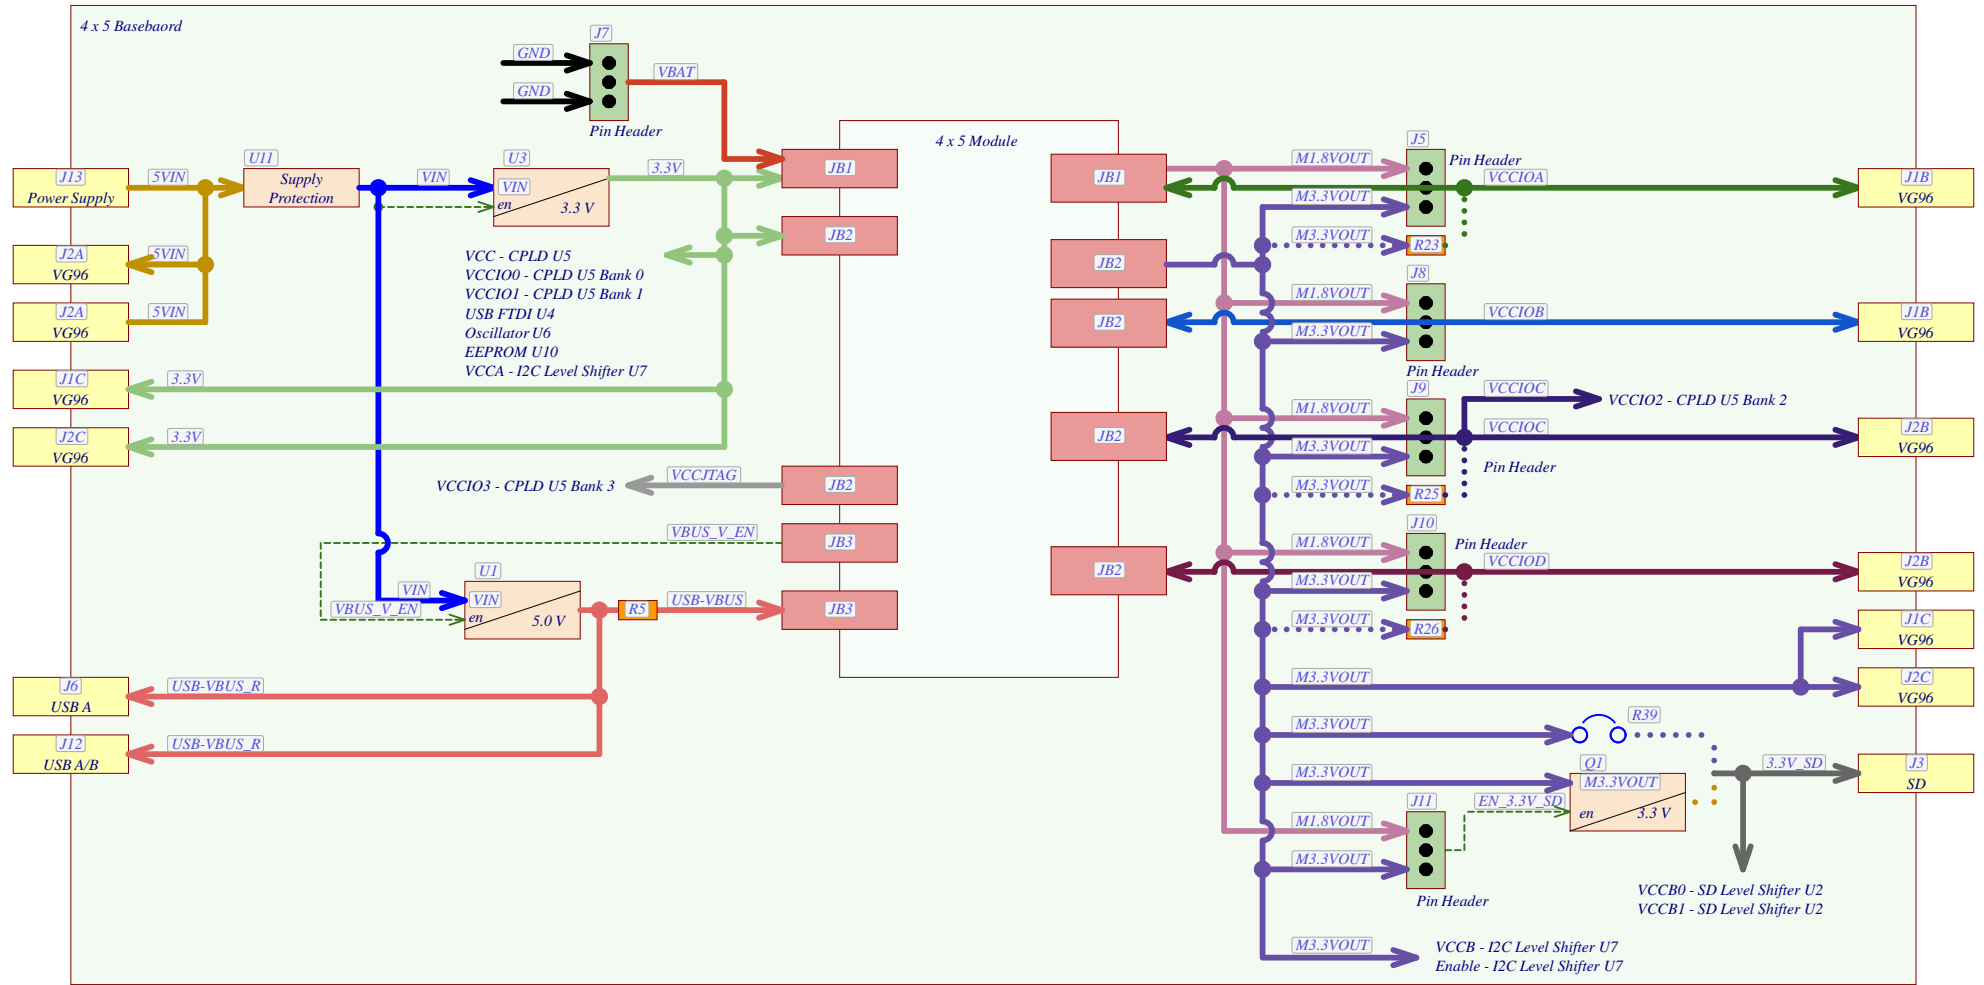 4 x 5 Basebaord
J7
GND
GND
VBAT
Pin Header
J13
Power Supply
5VIN
U11
Supply
Protection
VIN
U3
VIN
en
3.3 V
3.3V
J2A
VG96
5VIN
J2A
VG96
5VIN
VCC - CPLD U5
VCCIO0 - CPLD U5 Bank 0
VCCIO1 - CPLD U5 Bank 1
USB FTDI U4
Oscillator U6
EEPROM U10
VCCA - I2C Level Shifter U7
J1C
VG96
3.3V
J2C
VG96
3.3V
VCCIO3 - CPLD U5 Bank 3
VCCJTAG
VBUS_V_EN
U1
VIN
VIN
VBUS_V_EN
en
5.0 V
R5
USB-VBUS
J6
USB A
USB-VBUS_R
J12
USB A/B
USB-VBUS_R
4 x 5 Module
JB1
JB2
JB2
JB3
JB3
JB1
JB2
JB2
JB2
JB2
J5
M1.8VOUT
Pin Header
VCCIOA
M3.3VOUT
M3.3VOUT
R23
J1B
VG96
J8
M1.8VOUT
VCCIOB
M3.3VOUT
Pin Header
J1B
VG96
J9
VCCIOC
VCCIO2 - CPLD U5 Bank 2
M1.8VOUT
VCCIOC
M3.3VOUT
Pin Header
M3.3VOUT
R25
J2B
VG96
J10
M1.8VOUT
Pin Header
VCCIOD
M3.3VOUT
M3.3VOUT
R26
J2B
VG96
J1C
VG96
M3.3VOUT
J2C
VG96
M3.3VOUT
R39
M3.3VOUT
Q1
M3.3VOUT
en
3.3 V
3.3V_SD
J3
SD
J11
EN_3.3V_SD
M1.8VOUT
M3.3VOUT
Pin Header
VCCB0 - SD Level Shifter U2
VCCB1 - SD Level Shifter U2
M3.3VOUT
VCCB - I2C Level Shifter U7
Enable - I2C Level Shifter U7